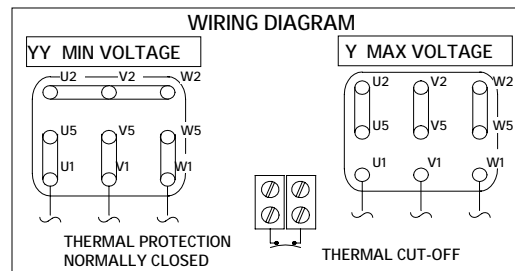 WIRING DIAGRAM
YY MIN VOLTAGE
U2 V2 W2
U5 V5 W5
U1 V1 W1
THERMAL PROTECTION
NORMALLY CLOSED
Y MAX VOLTAGE
U2 V2 W2
U5 V5 W5
U1 V1 W1
THERMAL CUT-OFF